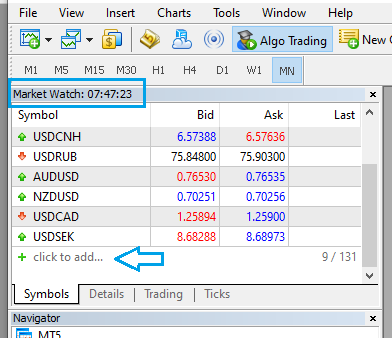 File View Insert Charts Tools Window Help
Algo Trading New
M1 M5 M15 M30 H1 H4 D1 W1 MN
Market Watch: 07:47:23
Symbol Bid Ask Last
USDCNH 6.57388 6.57636
USDRUB 75.84800 75.90300
AUDUSD 0.76530 0.76535
NZDUSD 0.70251 0.70256
USDCAD 1.25894 1.25900
USDSEK 8.68288 8.68973
click to add... 9 / 131
Symbols Details Trading Ticks
Navigator
MT5